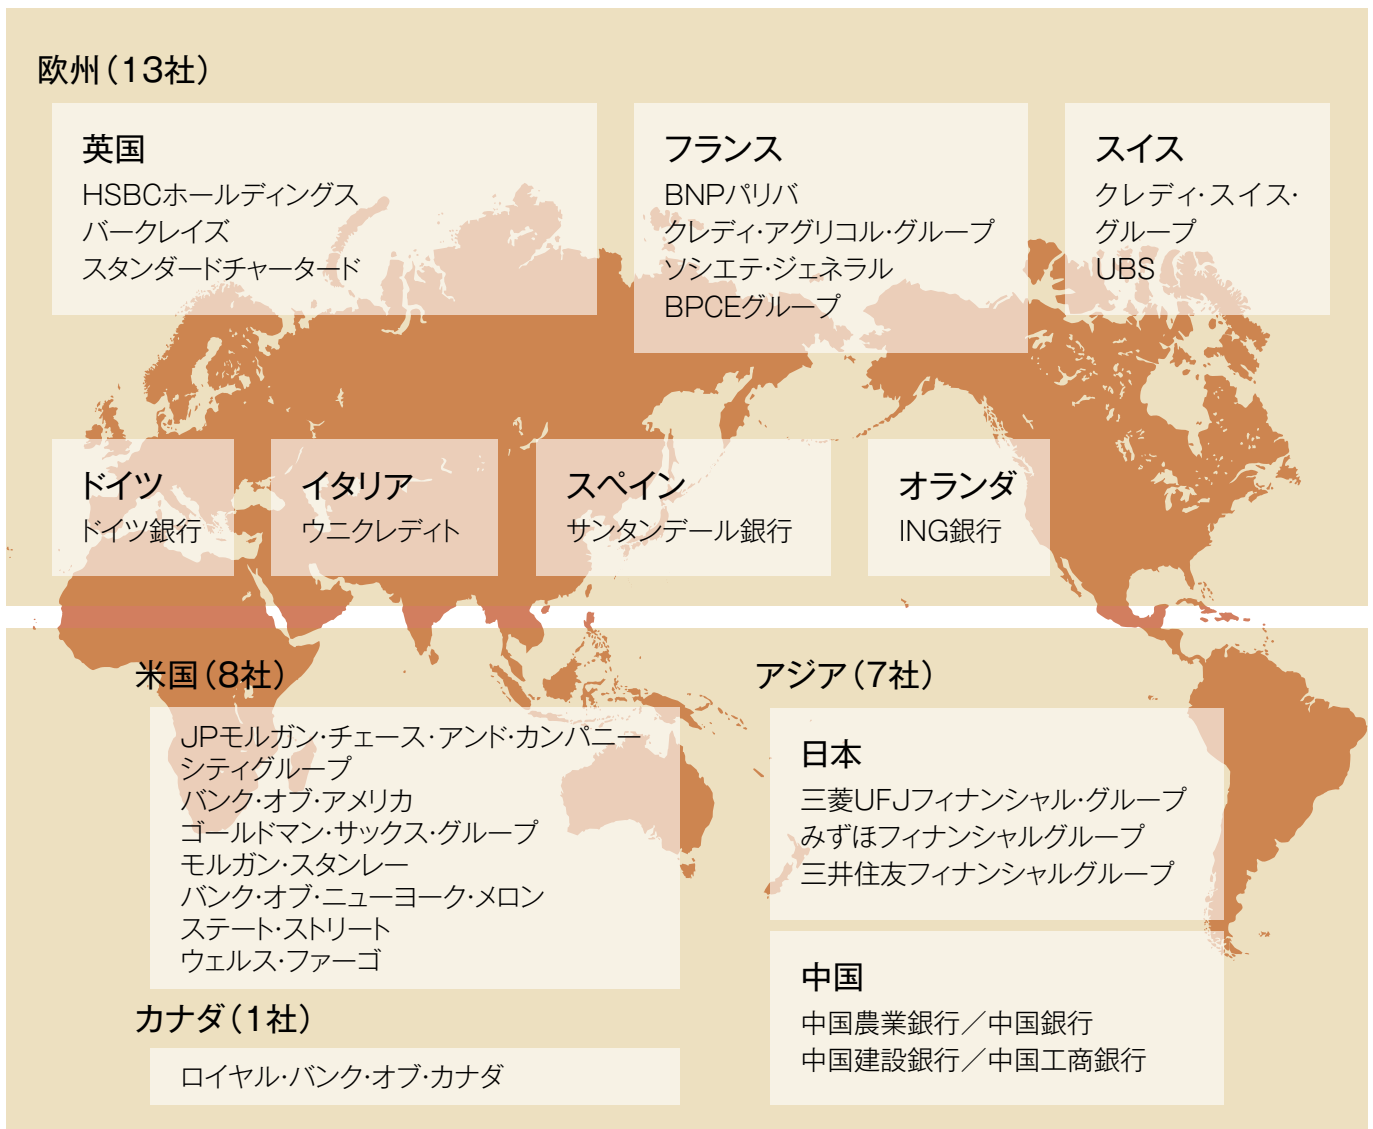 欧州（13社）
英国
HSBCホールディングス
バークレイズ
スタンダードチャータード
フランス
BNPパリバ
クレディ・アグリコル・グループ
ソシエテ・ジェネラル
BPCEグループ
スイス
クレディ・スイス・
グループ
UBS
ドイツ
ドイツ銀行
イタリア
ウニクレディト
スペイン
サンタンデール銀行
オランダ
ING銀行
米国（8社）
JPモルガン・チェース・アンド・カンパニー
シティグループ
バンク・オブ・アメリカ
ゴールドマン・サックス・グループ
モルガン・スタンレー
バンク・オブ・ニューヨーク・メロン
ステート・ストリート
ウェルス・ファーゴ
カナダ（1社）
ロイヤル・バンク・オブ・カナダ
アジア（7社）
日本
三菱UFJフィナンシャル・グループ
みずほフィナンシャルグループ
三井住友フィナンシャルグループ
中国
中国農業銀行／中国銀行
中国建設銀行／中国工商銀行